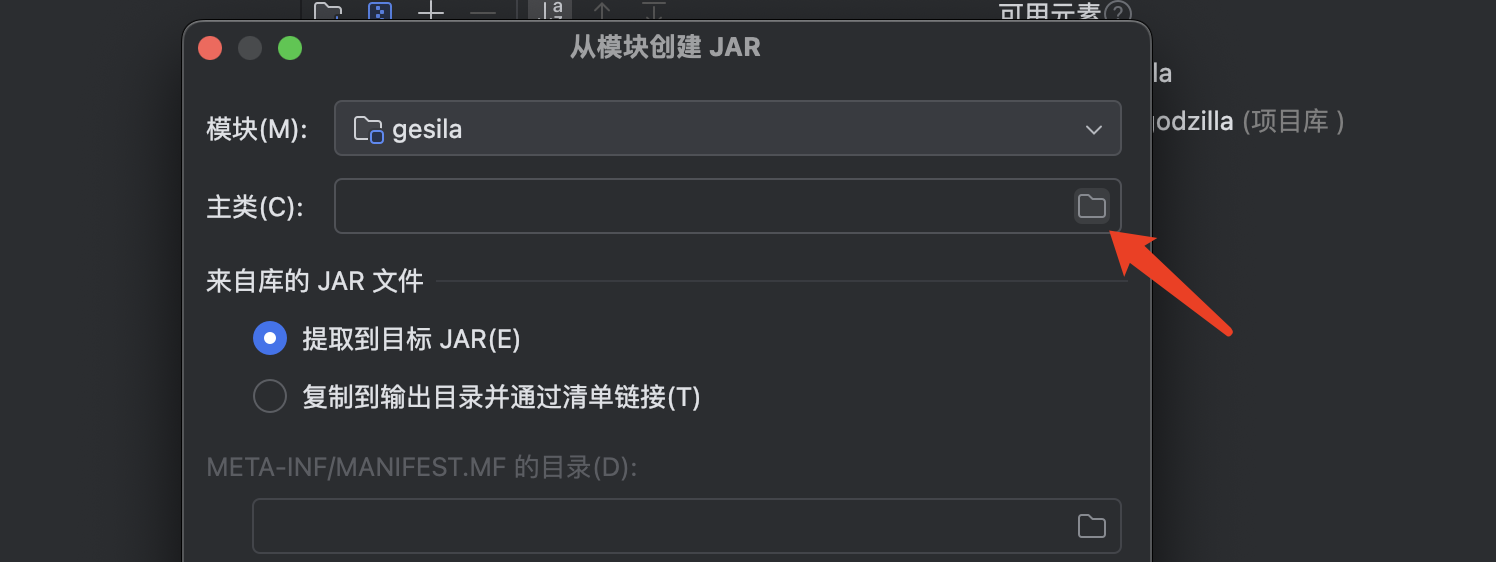 可用元素
从模块创建 JAR
la
模块(M): gesila
odzilla (项目库 )
主类(C):
来自库的 JAR 文件
提取到目标 JAR(E)
复制到输出目录并通过清单链接(T)
META-INF/MANIFEST.MF 的目录(D):